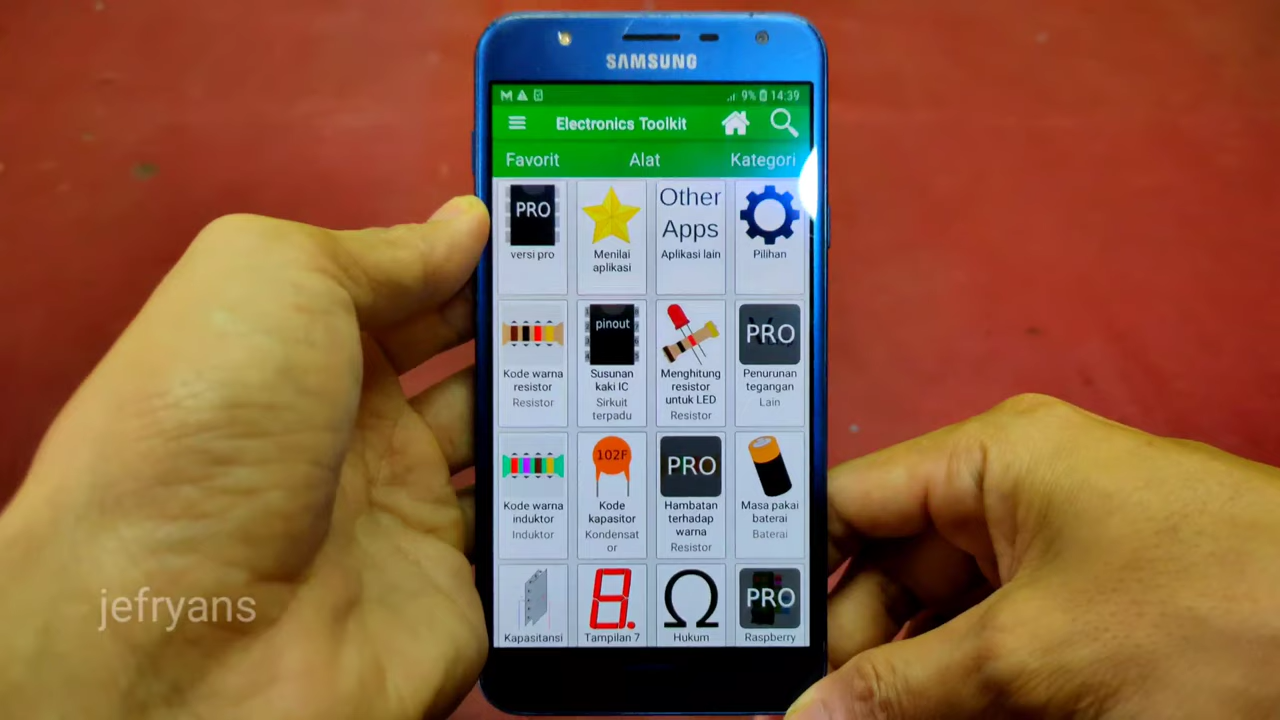 SAMSUNG
9% 14:39
Electronics Toolkit
Favorit Alat Kategori
PRO
versi pro
Menilai
aplikasi
Other
Apps
Aplikasi lain
Pilihan
Kode warna
resistor
Resistor
pinout
Susunan
kaki IC
Sirkuit
terpadu
Menghitung
resistor
untuk LED
Resistor
PRO
Penurunan
tegangan
Lain
Kode warna
induktor
Induktor
102F
Kode
kapasitor
Kondensat
or
PRO
Hambatan
terhadap
warna
Resistor
Masa pakai
baterai
Baterai
Kapasitansi
8.
Tampilan 7
Ω
Hukum
PRO
Raspberry
jefryans